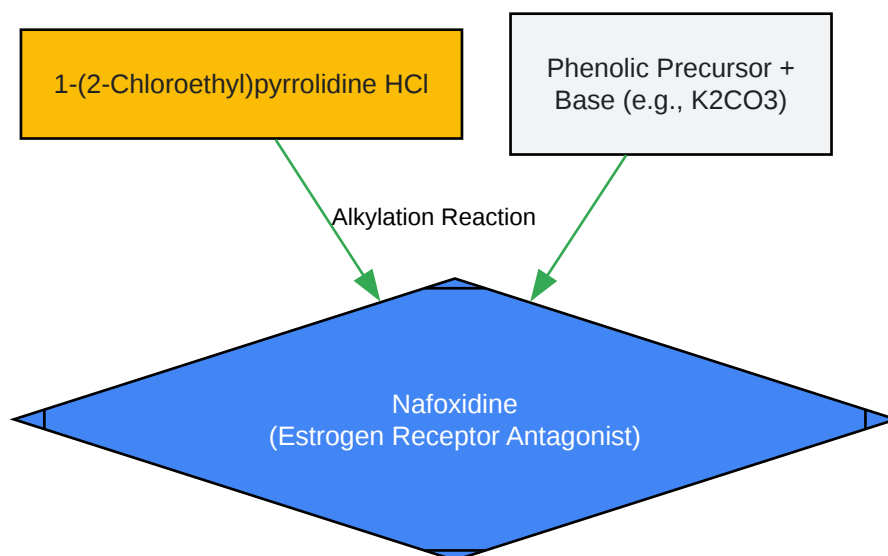 1-(2-Chloroethyl)pyrrolidine HCl
Phenolic Precursor +
Base (e.g., K2CO3)
Alkylation Reaction
Nafoxidine
(Estrogen Receptor Antagonist)